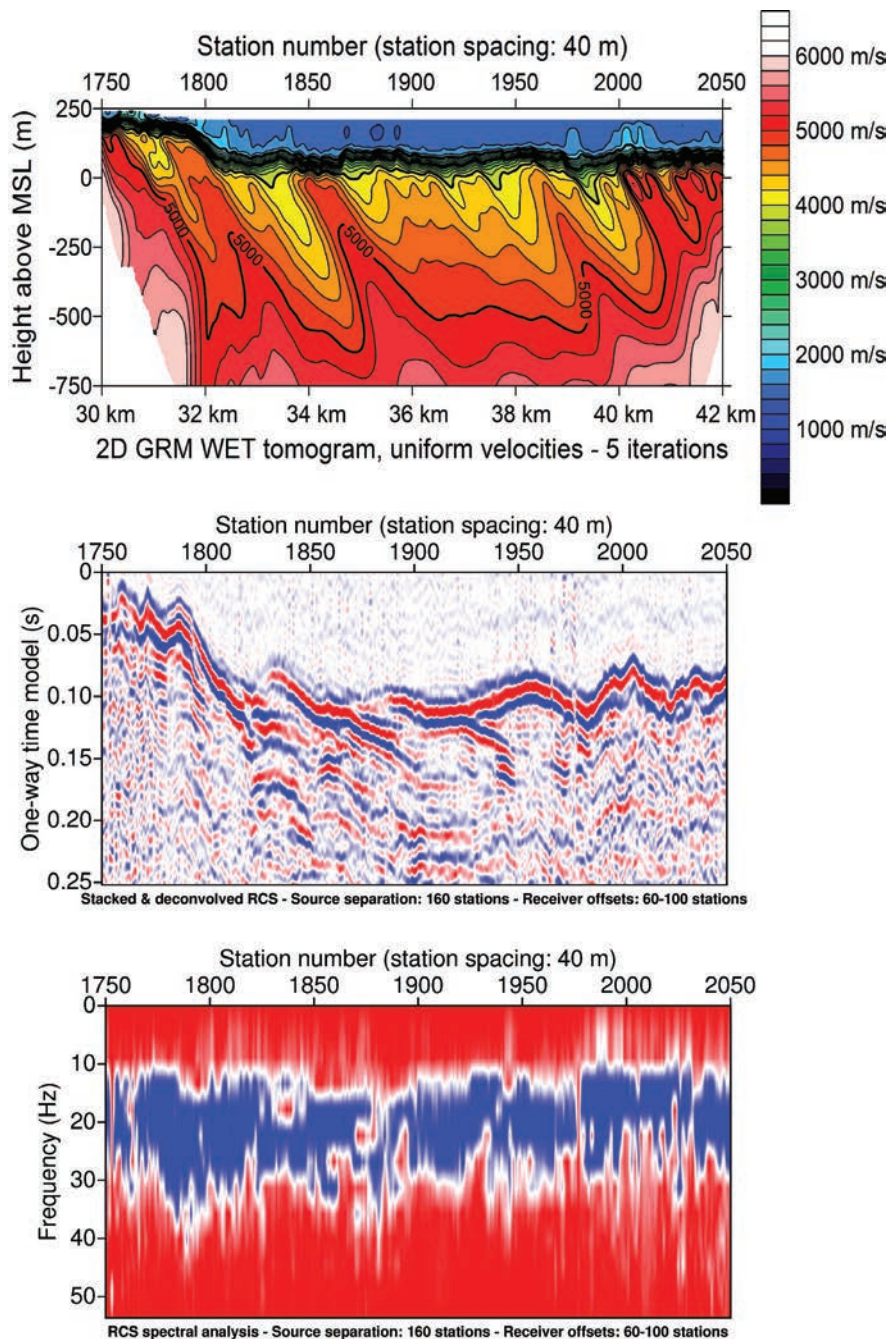 Station number (station spacing: 40 m)
1750 1800 1850 1900 1950 2000 2050
Height above MSL (m)
250
0
-250
-500
-750
5000
5000
5000
5000
30 km 32 km 34 km 36 km 38 km 40 km 42 km
2D GRM WET tomogram, uniform velocities - 5 iterations
6000 m/s
5000 m/s
4000 m/s
3000 m/s
2000 m/s
1000 m/s
Station number (station spacing: 40 m)
1750 1800 1850 1900 1950 2000 2050
One-way time model (s)
0
0.05
0.10
0.15
0.20
0.25
Stacked & deconvolved RCS - Source separation: 160 stations - Receiver offsets: 60-100 stations
Station number (station spacing: 40 m)
1750 1800 1850 1900 1950 2000 2050
Frequency (Hz)
0
10
20
30
40
50
RCS spectral analysis - Source separation: 160 stations - Receiver offsets: 60-100 stations